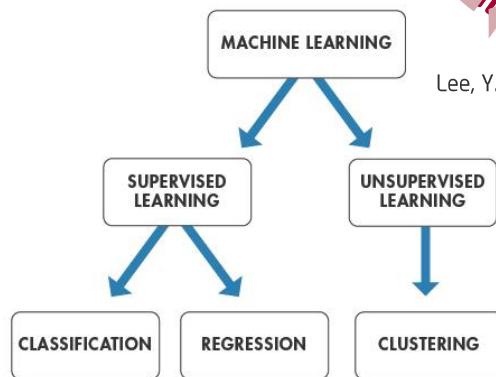 MACHINE LEARNING
Lee, Y.
SUPERVISED
LEARNING
UNSUPERVISED
LEARNING
CLASSIFICATION
REGRESSION
CLUSTERING